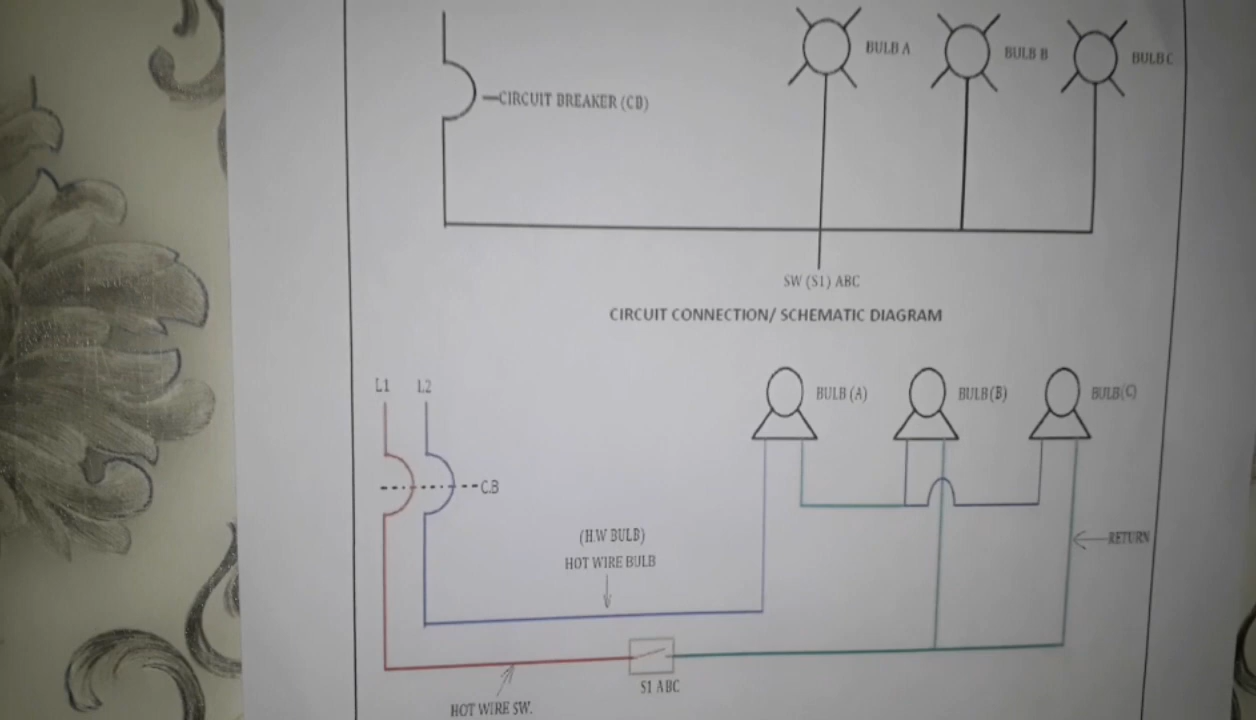 BULB A
BULB B
BULB C
CIRCUIT BREAKER (CB)
SW (S1) ABC
CIRCUIT CONNECTION/ SCHEMATIC DIAGRAM
L1
L2
BULB (A)
BULB(B)
BULB(C)
C.B
(H.W BULB)
HOT WIRE BULB
RETURN
S1 ABC
HOT WIRE SW.